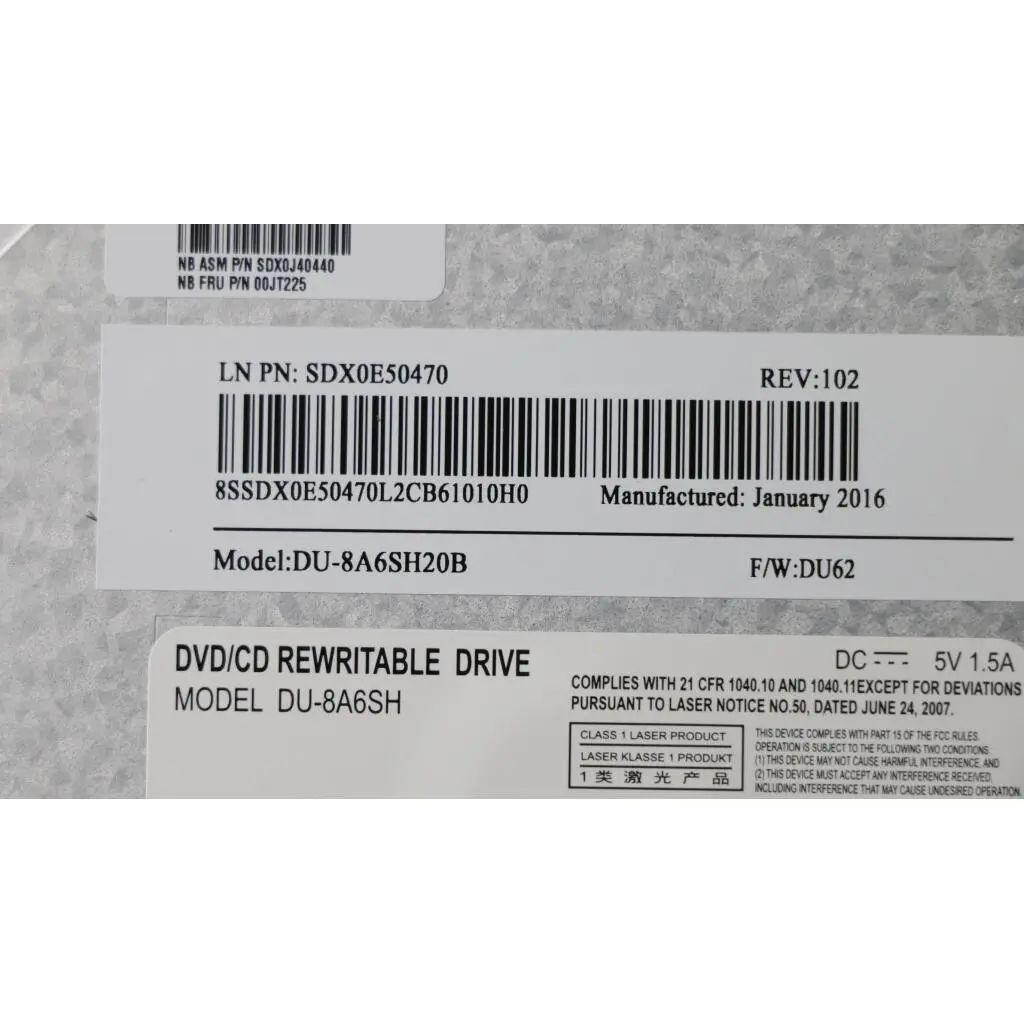 NB ASM P/N SDX0J40440
NB FRU P/N 00JT225
LN PN: SDX0E50470
REV:102
8SSDX0E50470L2CB61010H0
Manufactured: January 2016
Model:DU-8A6SH20B
F/W:DU62
DVD/CD REWRITABLE DRIVE
MODEL DU-8A6SH
DC 5V 1.5A
COMPLIES WITH 21 CFR 1040.10 AND 1040.11EXCEPT FOR DEVIATIONS
PURSUANT TO LASER NOTICE NO.50, DATED JUNE 24, 2007.
CLASS 1 LASER PRODUCT
LASER KLASSE 1 PRODUKT
1 类 激 光 产 品
THIS DEVICE COMPLIES WITH PART 15 OF THE FCC RULES.
OPERATION IS SUBJECT TO THE FOLLOWING TWO CONDITIONS:
(1) THIS DEVICE MAY NOT CAUSE HARMFUL INTERFERENCE, AND
(2) THIS DEVICE MUST ACCEPT ANY INTERFERENCE RECEIVED,
INCLUDING INTERFERENCE THAT MAY CAUSE UNDESIRED OPERATION.